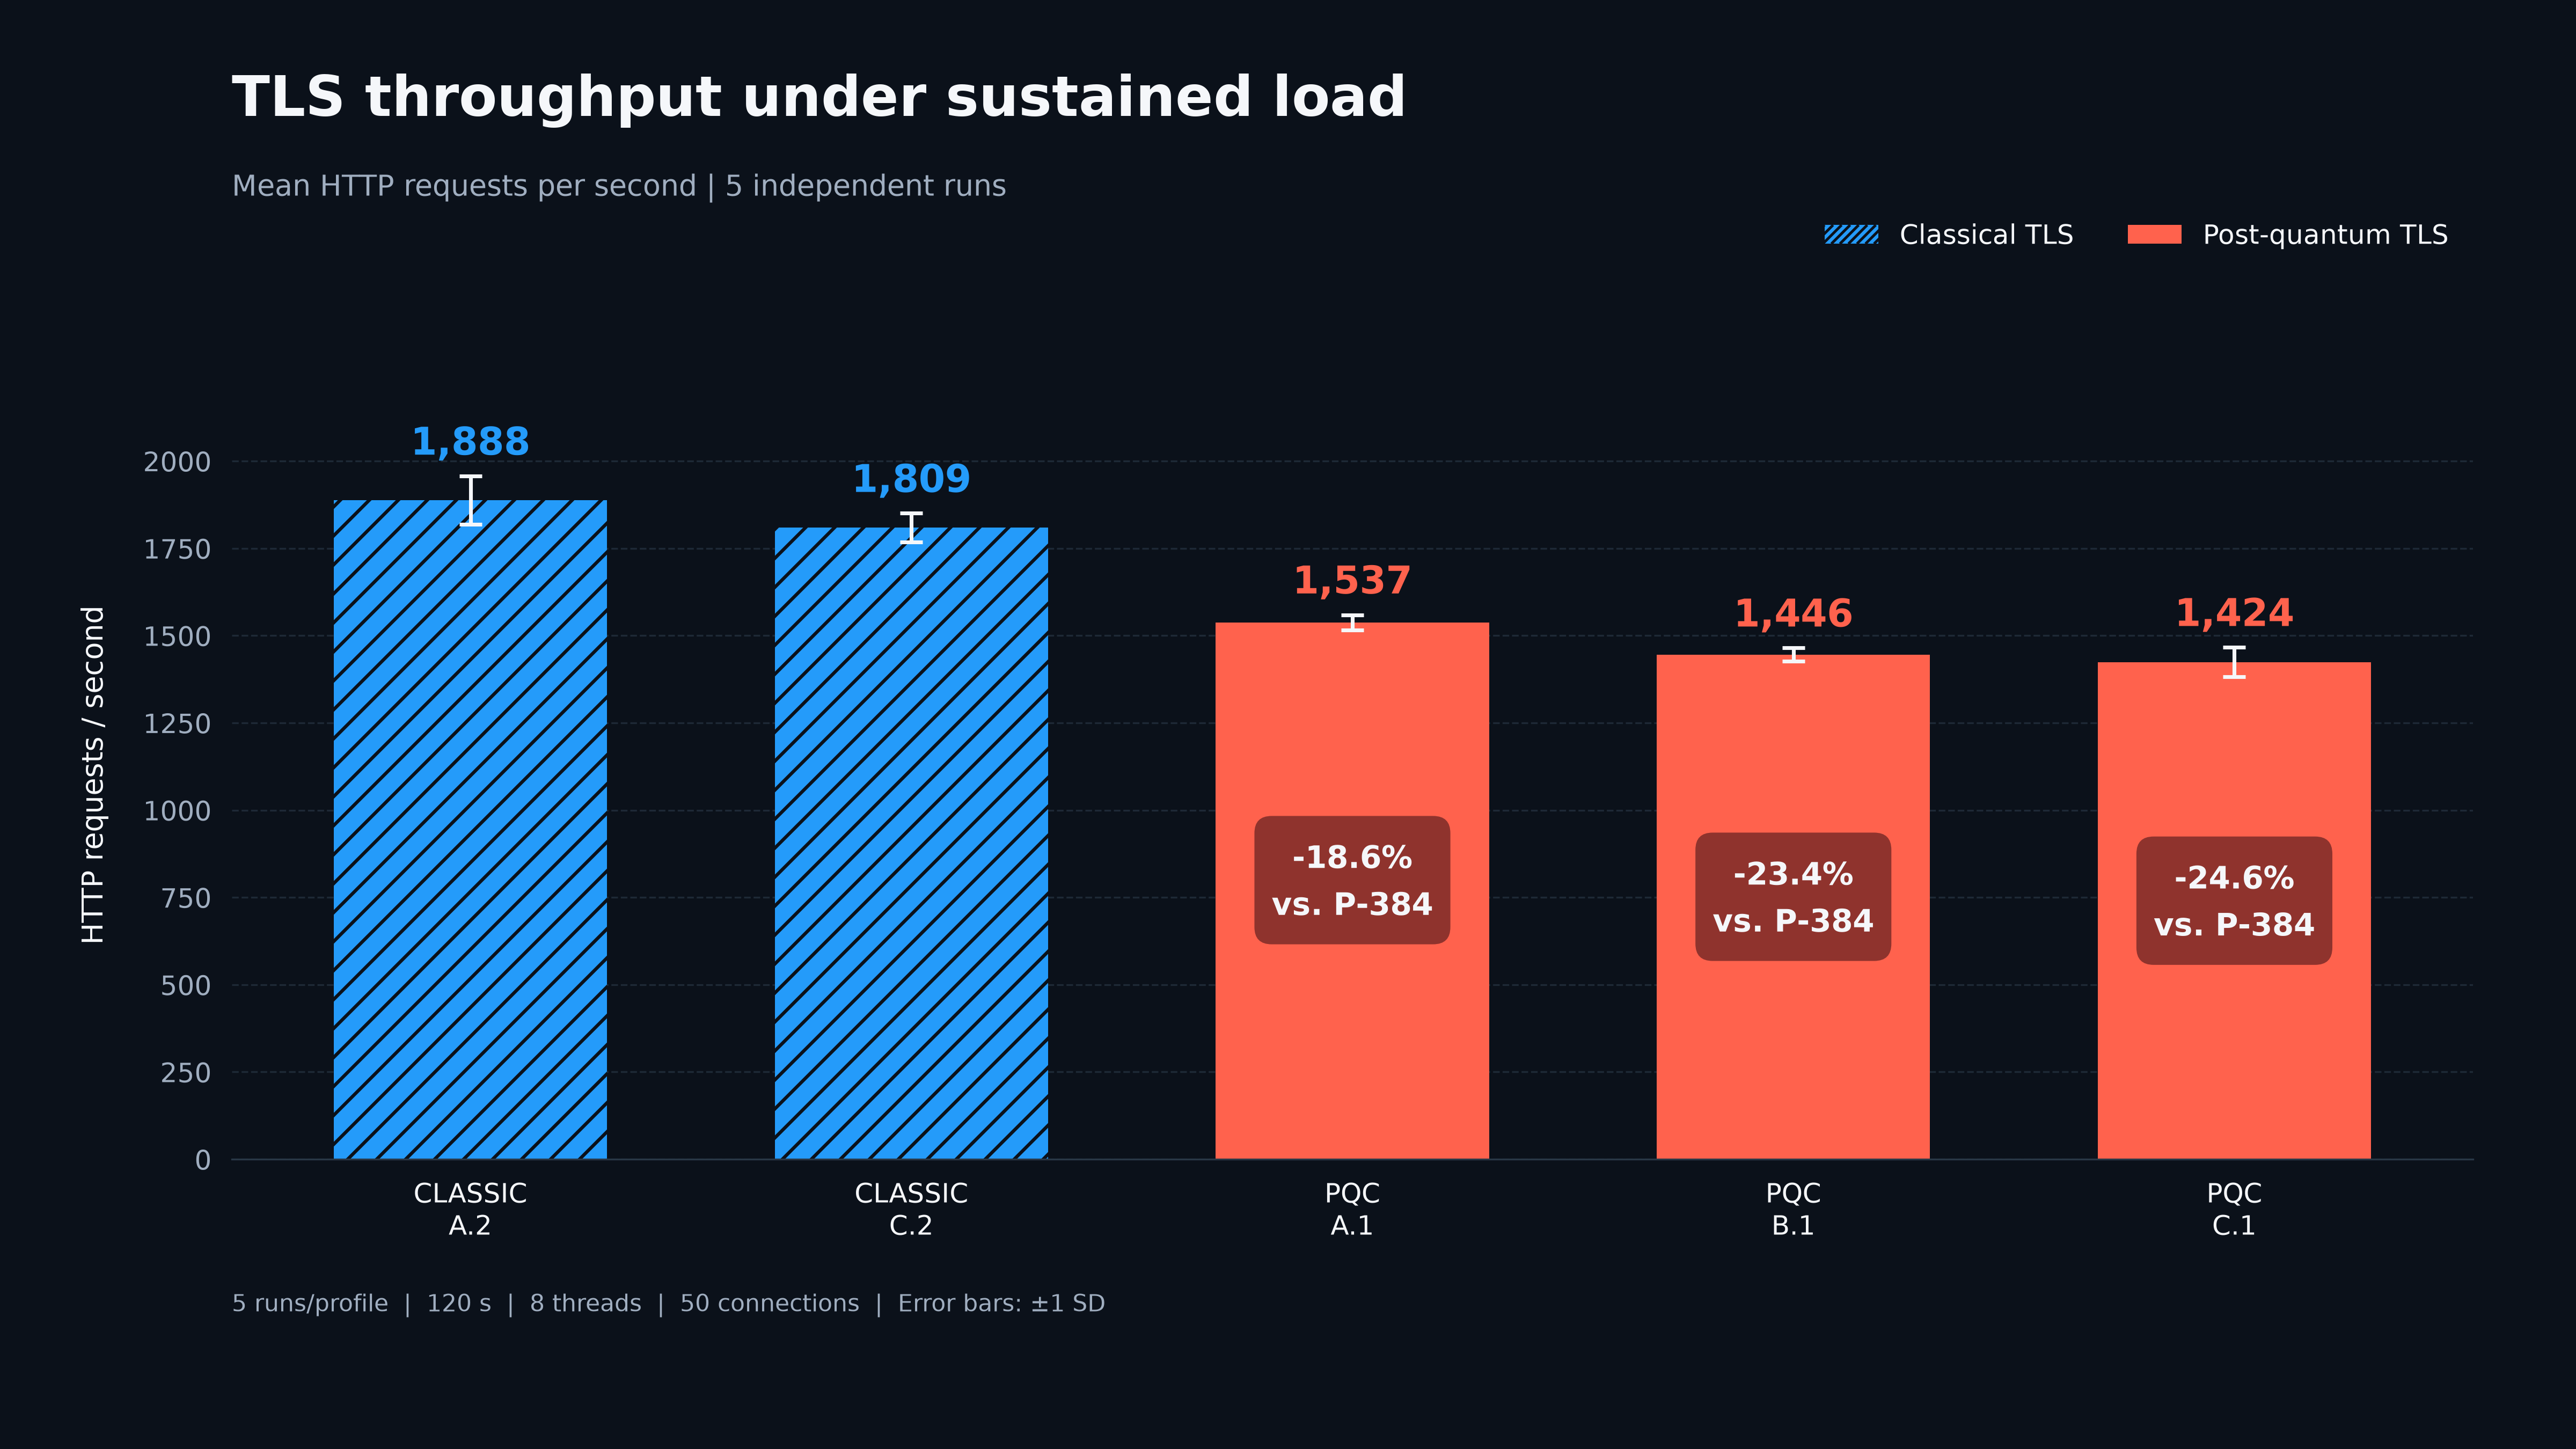 TLS throughput under sustained load
Mean HTTP requests per second | 5 independent runs
Classical TLS
Post-quantum TLS
HTTP requests / second
2000
1750
1500
1250
1000
750
500
250
0
1,888
1,809
1,537
1,446
1,424
-18.6%
vs. P-384
-23.4%
vs. P-384
-24.6%
vs. P-384
CLASSIC
A.2
CLASSIC
C.2
PQC
A.1
PQC
B.1
PQC
C.1
5 runs/profile | 120 s | 8 threads | 50 connections | Error bars: ±1 SD